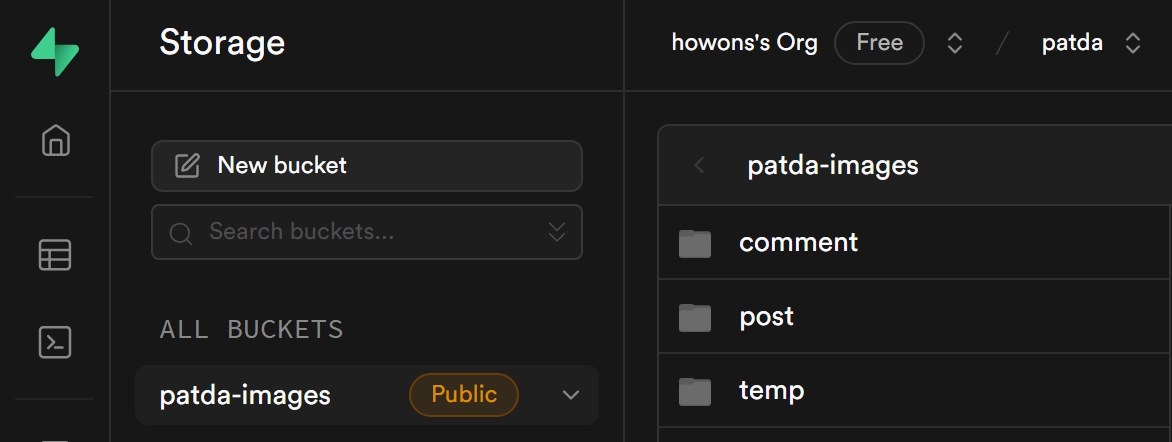 Storage
howons's Org Free / patda
New bucket
Search buckets...
ALL BUCKETS
patda-images Public
patda-images
comment
post
temp